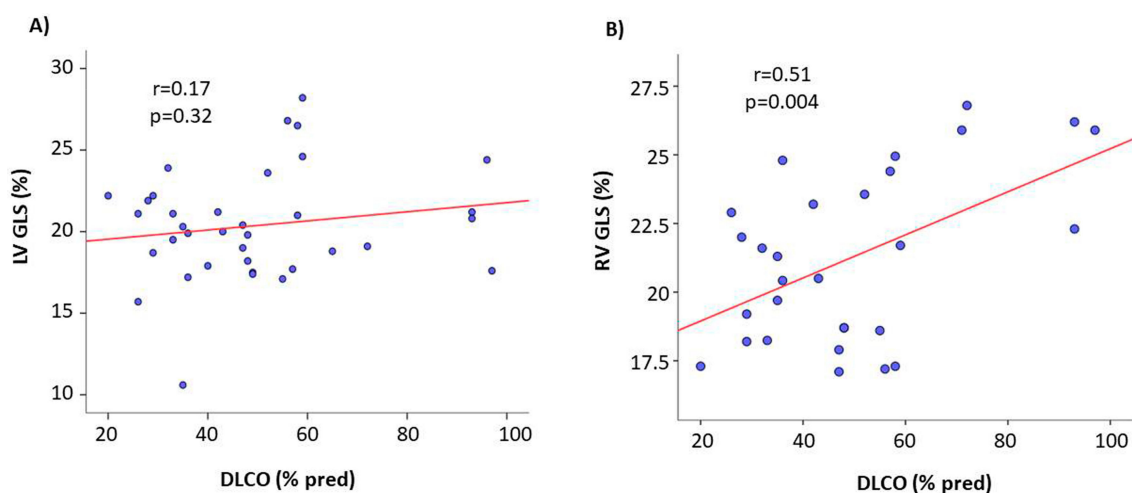 A)
r=0.17
p=0.32
LV GLS (%)
30
25
20
15
10
20 40 60 80 100
DLCO (% pred)
B)
r=0.51
p=0.004
RV GLS (%)
27.5
25
22.5
20
17.5
20 40 60 80 100
DLCO (% pred)